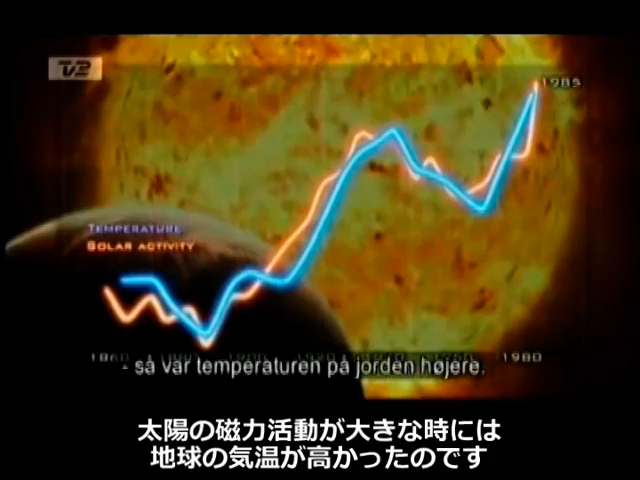 TV2
1985
TEMPERATURE
SOLAR ACTIVITY
1860 1880 1900 1920 1980
- så var temperaturen på jorden højere.
太陽の磁力活動が大きな時には
地球の気温が高かったのです